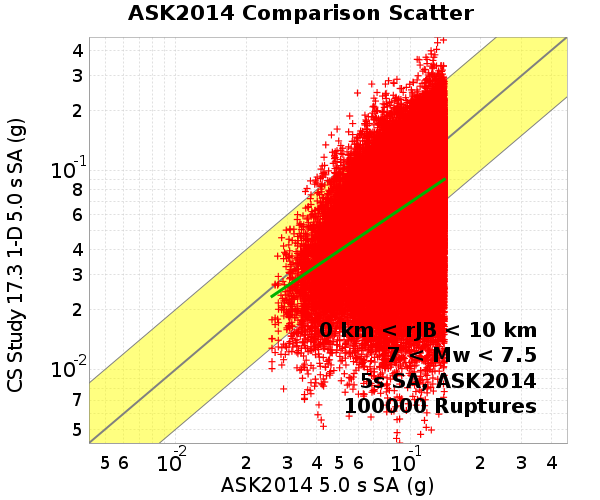 ASK2014 Comparison Scatter
CS Study 17.3 1-D 5.0 s SA (g)
4
3
2
10-1
8
6
4
3
2
10-2
7
5
0 km < rJB < 10 km
7 < Mw < 7.5
5s SA, ASK2014
100000 Ruptures
5 6 10-2 2 3 4 5 6 10-1 2 3 4
ASK2014 5.0 s SA (g)